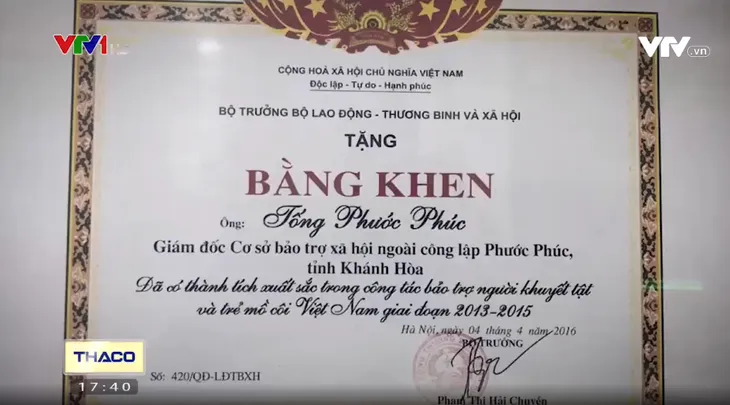 VTV1
VTV.vn
CỘNG HOÀ XÃ HỘI CHỦ NGHĨA VIỆT NAM
Độc lập - Tự do - Hạnh phúc
BỘ TRƯỞNG BỘ LAO ĐỘNG - THƯƠNG BINH VÀ XÃ HỘI
TẶNG
BẰNG KHEN
Ông: Tống Phước Phúc
Giám đốc Cơ sở bảo trợ xã hội ngoài công lập Phước Phúc,
tỉnh Khánh Hòa
Đã có thành tích xuất sắc trong công tác bảo trợ người khuyết tật
và trẻ mồ côi Việt Nam giai đoạn 2013-2015
Hà Nội, ngày 04 tháng 4 năm 2016
BỘ TRƯỞNG
THACO
17:40
Số: 420/QĐ-LĐTBXH
Phạm Thị Hải Chuyền